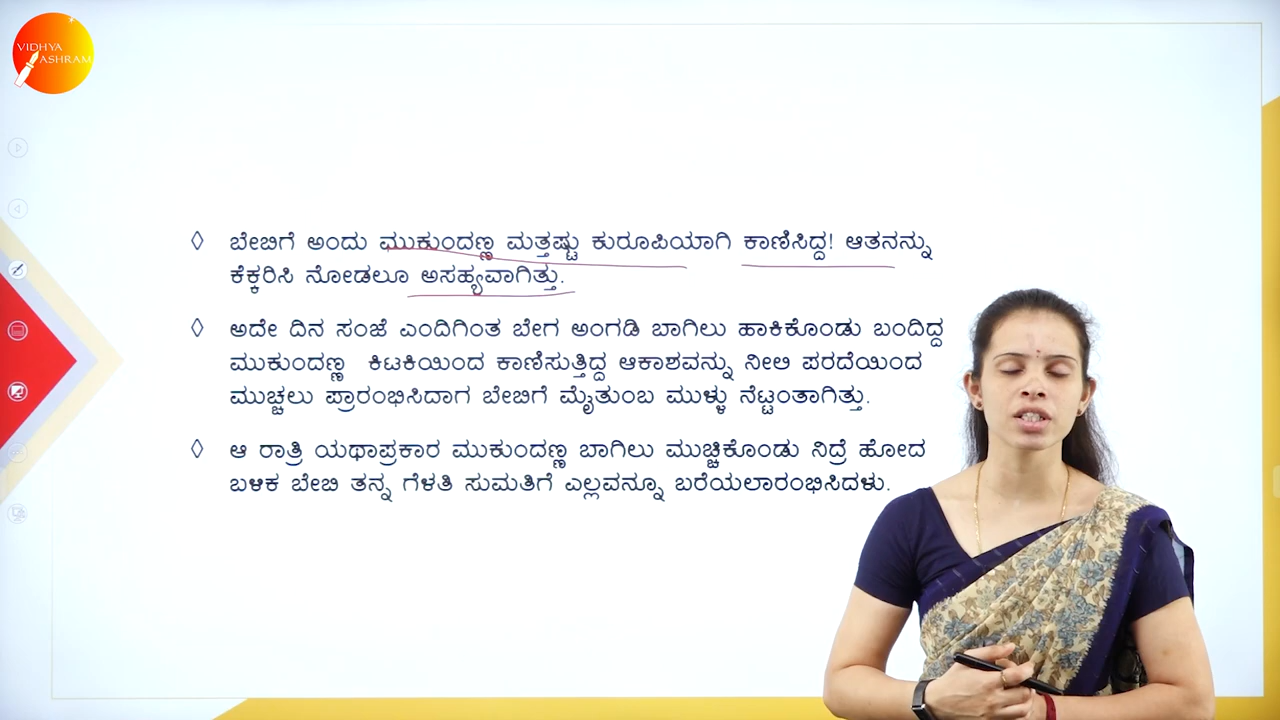 VIDHYA
ASHRAM
ಬೇಬಿಗೆ ಅಂದು ಮುಕುಂದಣ್ಣ ಮತ್ತಷ್ಟು ಕುರೂಪಿಯಾಗಿ ಕಾಣಿಸಿದ್ದ! ಆತನನ್ನು
ಕೆಕ್ಕರಿಸಿ ನೋಡಲೂ ಅಸಹ್ಯವಾಗಿತ್ತು.
ಅದೇ ದಿನ ಸಂಜೆ ಎಂದಿಗಿಂತ ಬೇಗ ಅಂಗಡಿ ಬಾಗಿಲು ಹಾಕಿಕೊಂಡು ಬಂದಿದ್ದ
ಮುಕುಂದಣ್ಣ ಕಿಟಕಿಯಿಂದ ಕಾಣಿಸುತ್ತಿದ್ದ ಆಕಾಶವನ್ನು ನೀಲಿ ಪರದೆಯಿಂದ
ಮುಚ್ಚಲು ಪ್ರಾರಂಭಿಸಿದಾಗ ಬೇಬಿಗೆ ಮೈತುಂಬ ಮುಳ್ಳು ನೆಟ್ಟಂತಾಗಿತ್ತು.
ಆ ರಾತ್ರಿ ಯಥಾಪ್ರಕಾರ ಮುಕುಂದಣ್ಣ ಬಾಗಿಲು ಮುಚ್ಚಿಕೊಂಡು ನಿದ್ರೆ ಹೋದ
ಬಳಿಕ ಬೇಬಿ ತನ್ನ ಗೆಳತಿ ಸುಮತಿಗೆ ಎಲ್ಲವನ್ನೂ ಬರೆಯಲಾರಂಭಿಸಿದಳು.